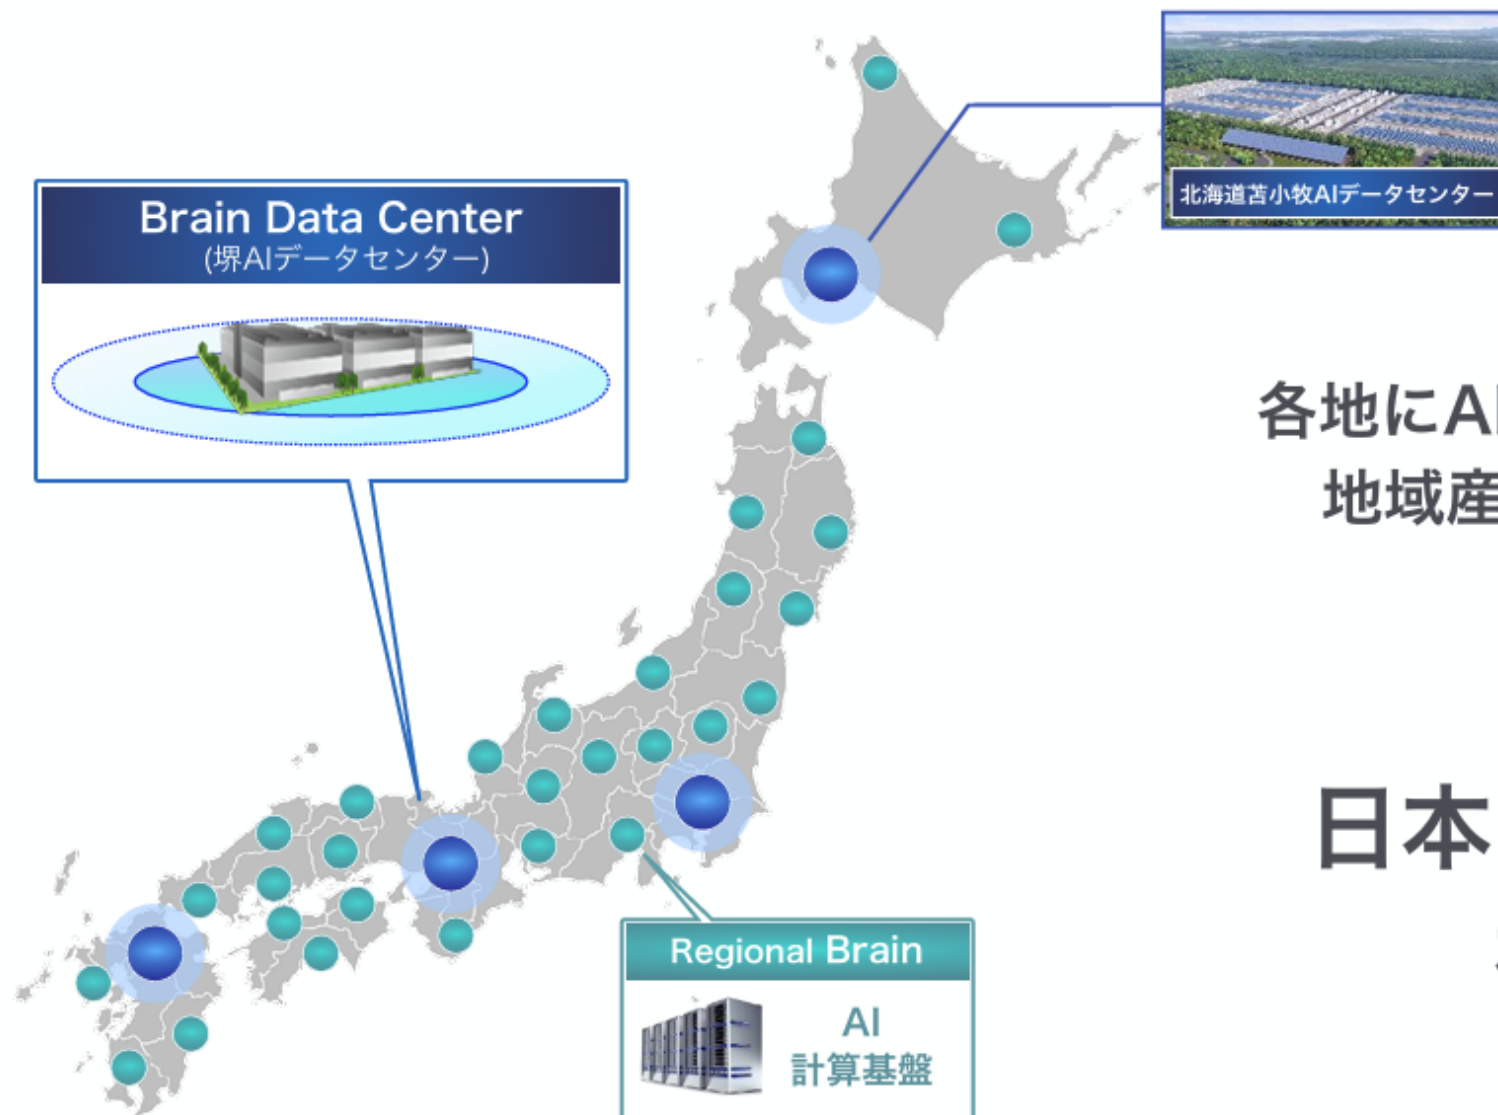 北海道苫小牧AIデータセンター
Brain Data Center
(堺AIデータセンター)
各地にAI
地域産
日本
Regional Brain
AI
計算基盤